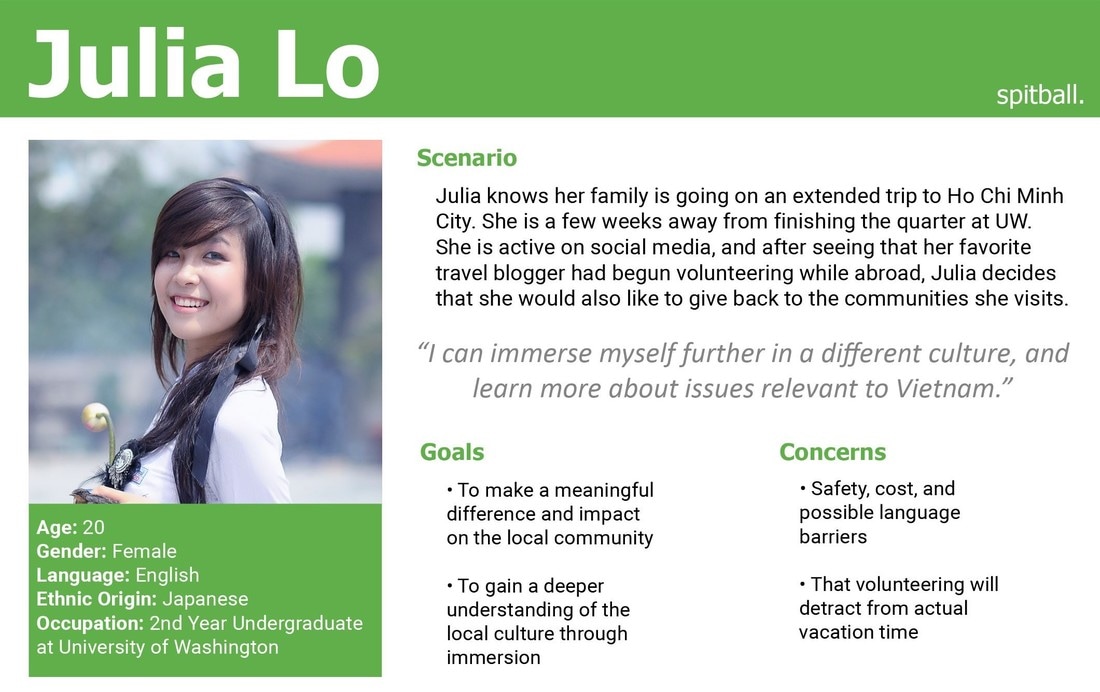 Julia Lo
spitball.
Scenario
Julia knows her family is going on an extended trip to Ho Chi Minh
City. She is a few weeks away from finishing the quarter at UW.
She is active on social media, and after seeing that her favorite
travel blogger had begun volunteering while abroad, Julia decides
that she would also like to give back to the communities she visits.
“I can immerse myself further in a different culture, and
learn more about issues relevant to Vietnam.”
Goals
• To make a meaningful
difference and impact
on the local community
• To gain a deeper
understanding of the
local culture through
immersion
Concerns
• Safety, cost, and
possible language
barriers
• That volunteering will
detract from actual
vacation time
Age: 20
Gender: Female
Language: English
Ethnic Origin: Japanese
Occupation: 2nd Year Undergraduate
at University of Washington